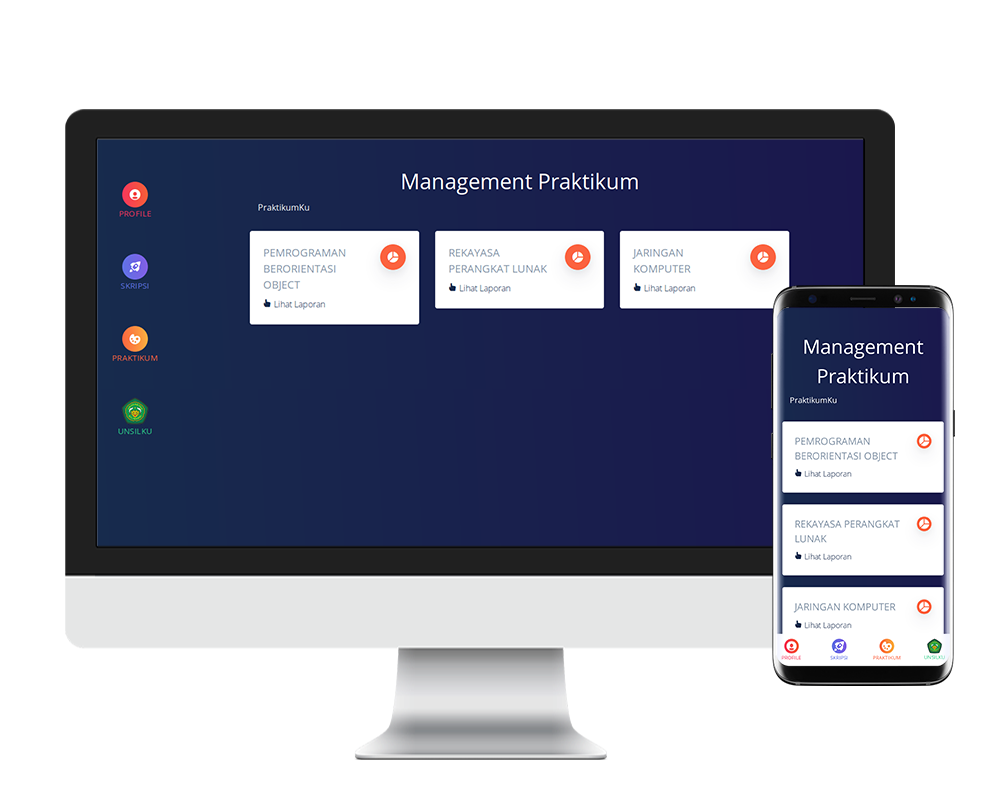 Management Praktikum
PROFILE
PraktikumKu
SKRIPSI
PRAKTIKUM
UNSILKU
PEMROGRAMAN
BERORIENTASI
OBJECT
Lihat Laporan
REKAYASA
PERANGKAT LUNAK
Lihat Laporan
JARINGAN
KOMPUTER
Lihat Laporan
Management
Praktikum
PraktikumKu
PEMROGRAMAN
BERORIENTASI OBJECT
Lihat Laporan
REKAYASA PERANGKAT
LUNAK
Lihat Laporan
JARINGAN KOMPUTER
Lihat Laporan
PROFILE
SKRIPSI
PRAKTIKUM
UNSILKU